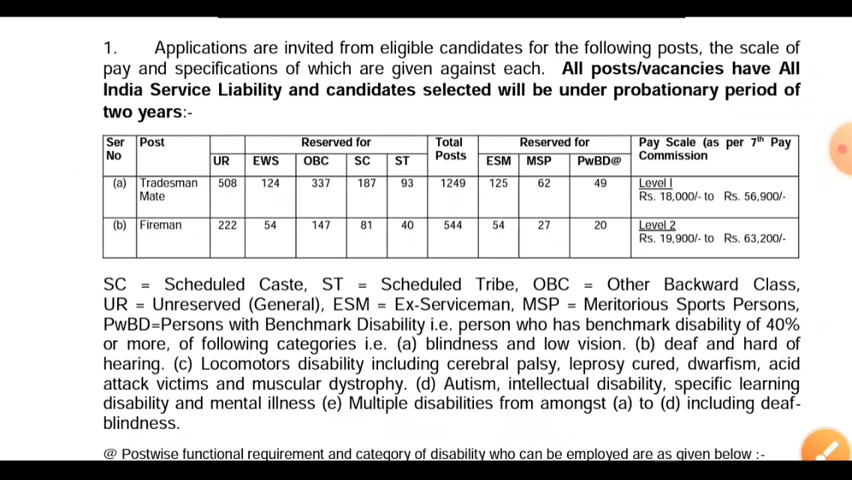 1. Applications are invited from eligible candidates for the following posts, the scale of
pay and specifications of which are given against each. All posts/vacancies have All
India Service Liability and candidates selected will be under probationary period of
two years:-
Ser No Post Reserved for Total Posts Reserved for Pay Scale (as per 7th Pay Commission
UR EWS OBC SC ST ESM MSP PwBD@
(a) Tradesman Mate 508 124 337 187 93 1249 125 62 49 Level I
Rs. 18,000/- to Rs. 56,900/-
(b) Fireman 222 54 147 81 40 544 54 27 20 Level 2
Rs. 19,900/- to Rs. 63,200/-
SC = Scheduled Caste, ST = Scheduled Tribe, OBC = Other Backward Class,
UR = Unreserved (General), ESM = Ex-Serviceman, MSP = Meritorious Sports Persons,
PwBD=Persons with Benchmark Disability i.e. person who has benchmark disability of 40%
or more, of following categories i.e. (a) blindness and low vision. (b) deaf and hard of
hearing. (c) Locomotors disability including cerebral palsy, leprosy cured, dwarfism, acid
attack victims and muscular dystrophy. (d) Autism, intellectual disability, specific learning
disability and mental illness (e) Multiple disabilities from amongst (a) to (d) including deaf-
blindness.
@ Postwise functional requirement and category of disability who can be employed are as given below :-